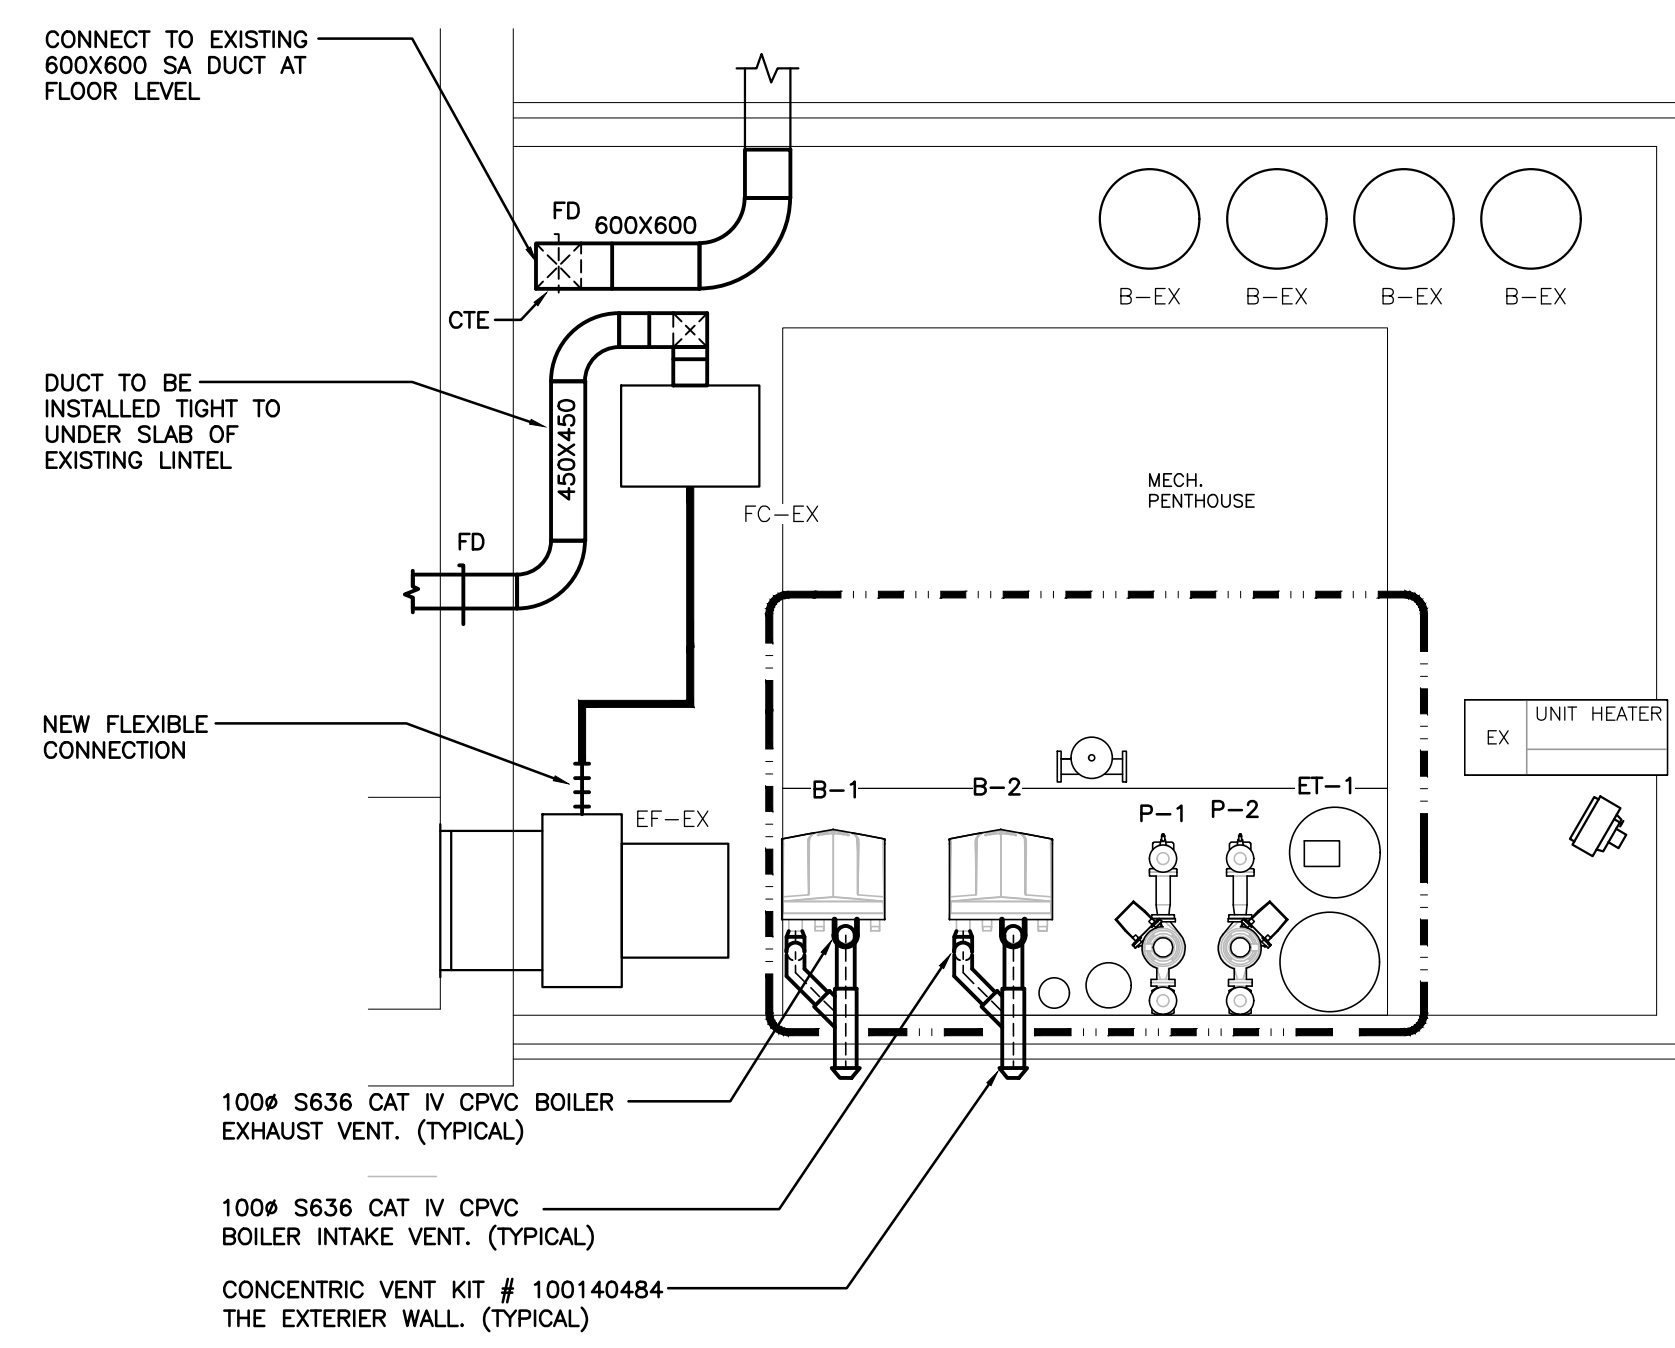 CONNECT TO EXISTING
600X600 SA DUCT AT
FLOOR LEVEL
FD
600X600
CTE
B-EX
B-EX
B-EX
B-EX
DUCT TO BE
INSTALLED TIGHT TO
UNDER SLAB OF
EXISTING LINTEL
450X450
MECH.
PENTHOUSE
FC-EX
FD
NEW FLEXIBLE
CONNECTION
UNIT HEATER
EX
B-1
B-2
ET-1
P-1
P-2
EF-EX
100ø S636 CAT IV CPVC BOILER
EXHAUST VENT. (TYPICAL)
100ø S636 CAT IV CPVC
BOILER INTAKE VENT. (TYPICAL)
CONCENTRIC VENT KIT # 100140484
THE EXTERIER WALL. (TYPICAL)